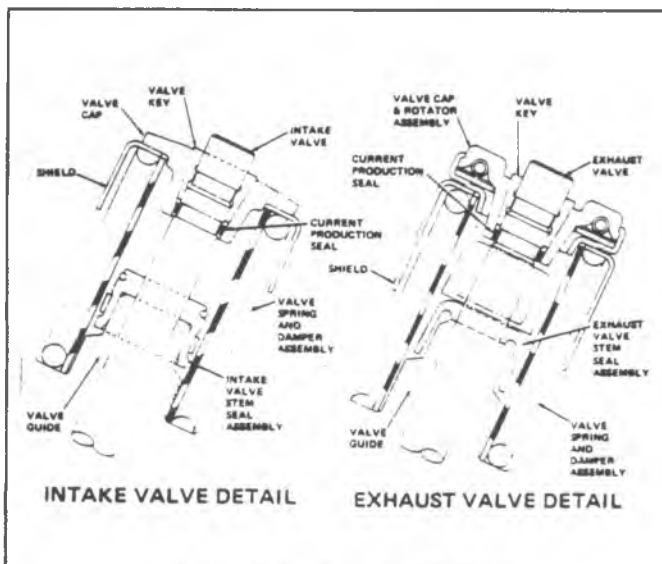 VALVE
CAP
VALVE
KEY
INTAKE
VALVE
SHIELD
CURRENT
PRODUCTION
SEAL
VALVE
SPRING
AND
DAMPER
ASSEMBLY
INTAKE
VALVE
STEM
SEAL
ASSEMBLY
VALVE
GUIDE
INTAKE VALVE DETAIL
VALVE CAP
& ROTATOR
ASSEMBLY
VALVE
KEY
EXHAUST
VALVE
CURRENT
PRODUCTION
SEAL
SHIELD
EXHAUST
VALVE
STEM
SEAL
ASSEMBLY
VALVE
GUIDE
VALVE
SPRING
AND
DAMPER
ASSEMBLY
EXHAUST VALVE DETAIL